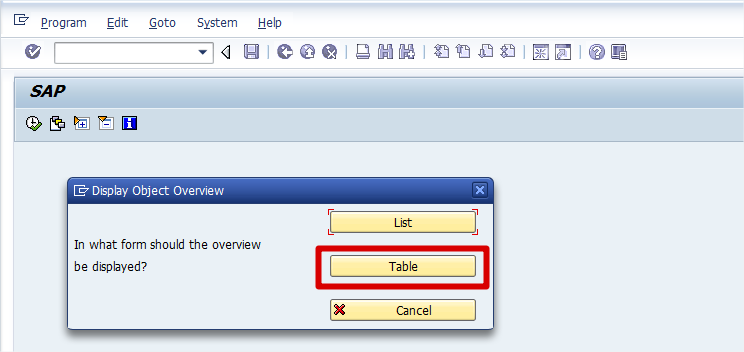 Program Edit Goto System Help
SAP
Display Object Overview
List
In what form should the overview
be displayed?
Table
Cancel